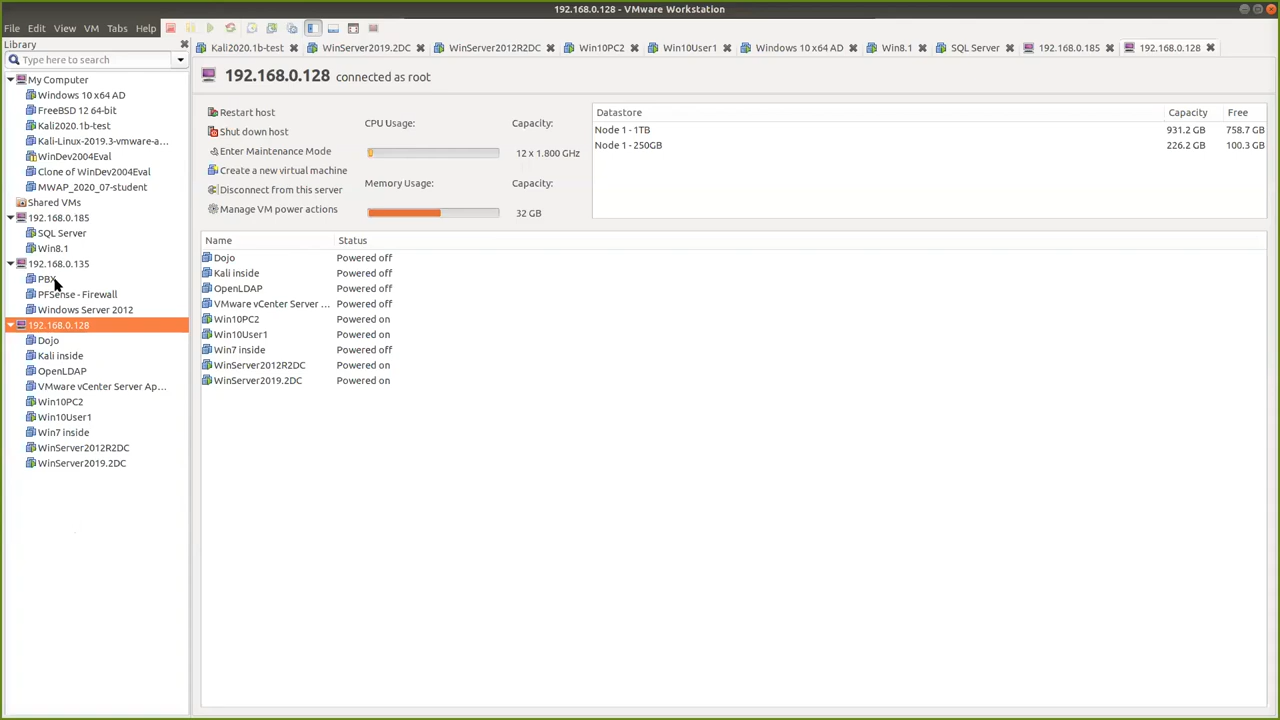 192.168.0.128 - VMware Workstation
File Edit View VM Tabs Help
Library
Type here to search
My Computer
Windows 10 x64 AD
FreeBSD 12 64-bit
Kali2020.1b-test
Kali-Linux-2019.3-vmware-a...
WinDev2004Eval
Clone of WinDev2004Eval
MWAP_2020_07-student
Shared VMs
192.168.0.185
SQL Server
Win8.1
192.168.0.135
PBX
PFSense - Firewall
Windows Server 2012
192.168.0.128
Dojo
Kali inside
OpenLDAP
VMware vCenter Server Ap...
Win10PC2
Win10User1
Win7 inside
WinServer2012R2DC
WinServer2019.2DC
Kali2020.1b-test WinServer2019.2DC WinServer2012R2DC Win10PC2 Win10User1 Windows 10 x64 AD Win8.1 SQL Server 192.168.0.185 192.168.0.128
192.168.0.128 connected as root
Restart host
Shut down host
Enter Maintenance Mode
Create a new virtual machine
Disconnect from this server
Manage VM power actions
CPU Usage: Capacity:
12 x 1.800 GHz
Memory Usage: Capacity:
32 GB
Datastore Capacity Free
Node 1 - 1TB 931.2 GB 758.7 GB
Node 1 - 250GB 226.2 GB 100.3 GB
Name Status
Dojo Powered off
Kali inside Powered off
OpenLDAP Powered off
VMware vCenter Server ... Powered off
Win10PC2 Powered on
Win10User1 Powered on
Win7 inside Powered off
WinServer2012R2DC Powered on
WinServer2019.2DC Powered on